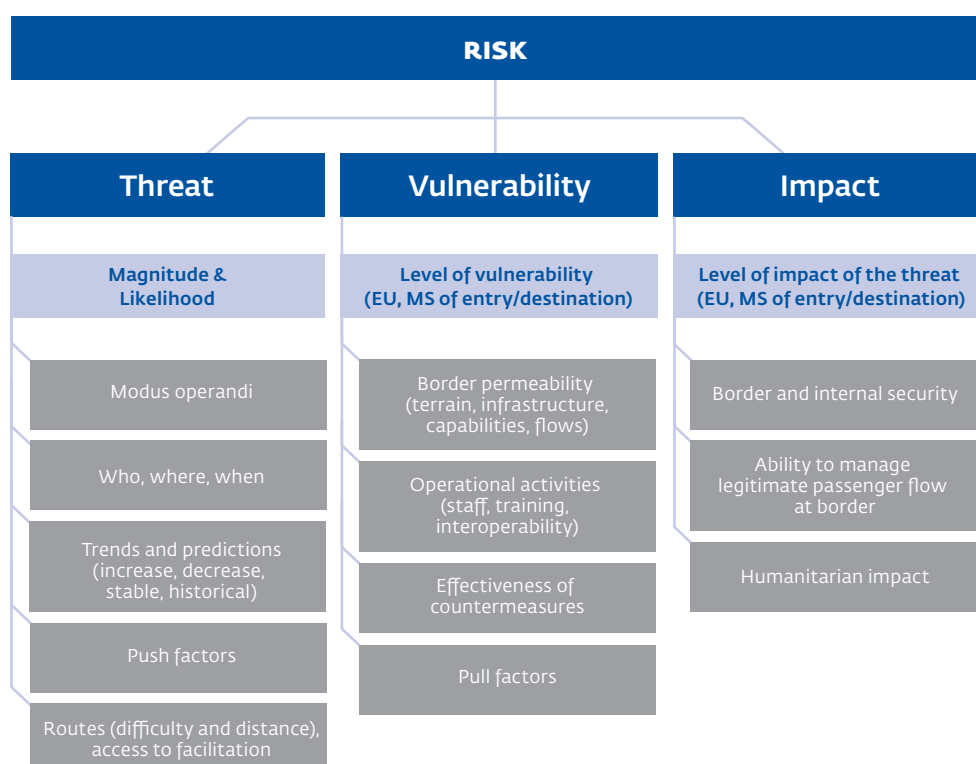 RISK
Threat
Magnitude &
Likelihood
Modus operandi
Who, where, when
Trends and predictions
(increase, decrease,
stable, historical)
Push factors
Routes (difficulty and distance),
access to facilitation
Vulnerability
Level of vulnerability
(EU, MS of entry/destination)
Border permeability
(terrain, infrastructure,
capabilities, flows)
Operational activities
(staff, training,
interoperability)
Effectiveness of
countermeasures
Pull factors
Impact
Level of impact of the threat
(EU, MS of entry/destination)
Border and internal security
Ability to manage
legitimate passenger flow
at border
Humanitarian impact